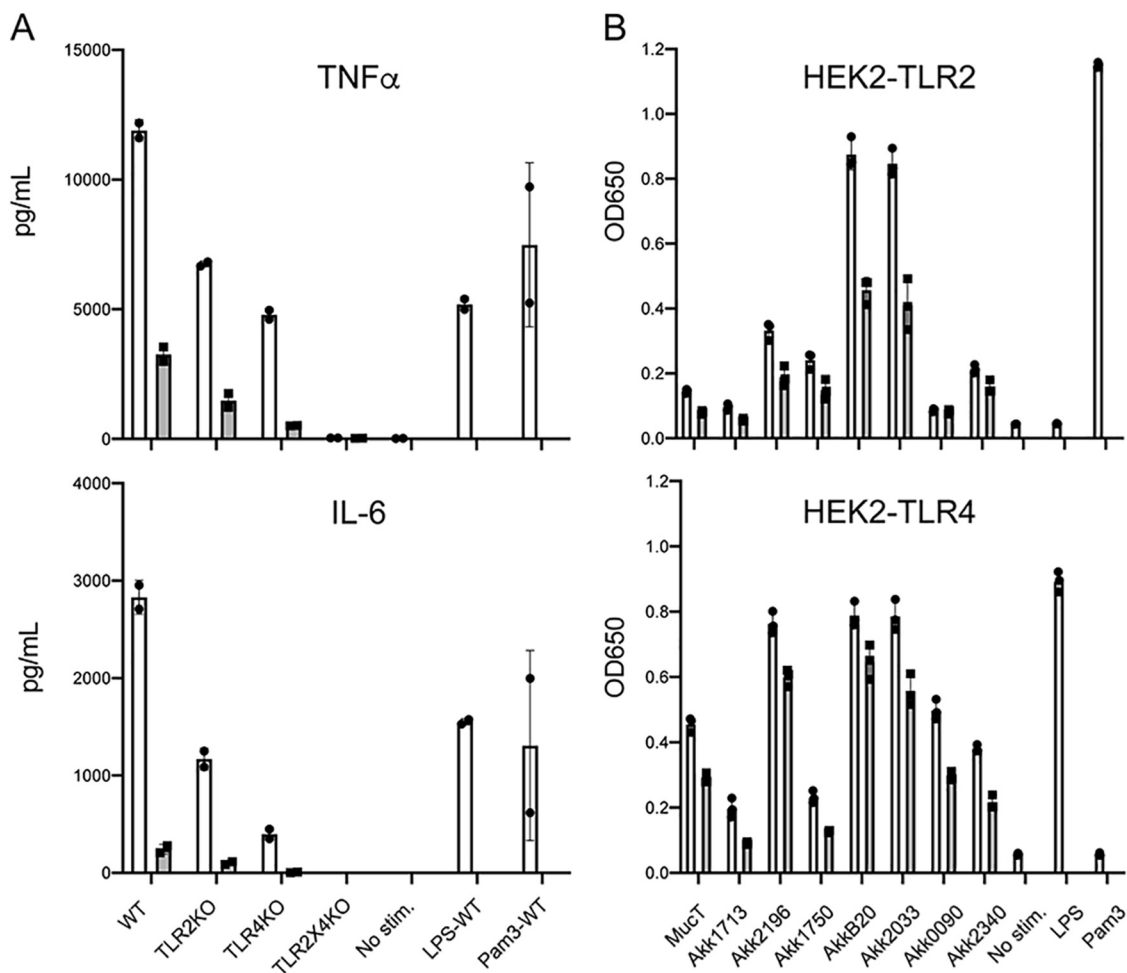 A
TNFα
pg/mL
15000
10000
5000
0
IL-6
pg/mL
4000
3000
2000
1000
0
WT
TLR2KO
TLR4KO
TLR2X4KO
No stim.
LPS-WT
Pam3-WT
B
HEK2-TLR2
OD650
1.2
1.0
0.8
0.6
0.4
0.2
0.0
HEK2-TLR4
OD650
1.2
1.0
0.8
0.6
0.4
0.2
0.0
MucT
Akk1713
Akk2196
Akk1750
AkkB20
Akk2033
Akk0090
Akk2340
No stim.
LPS
Pam3